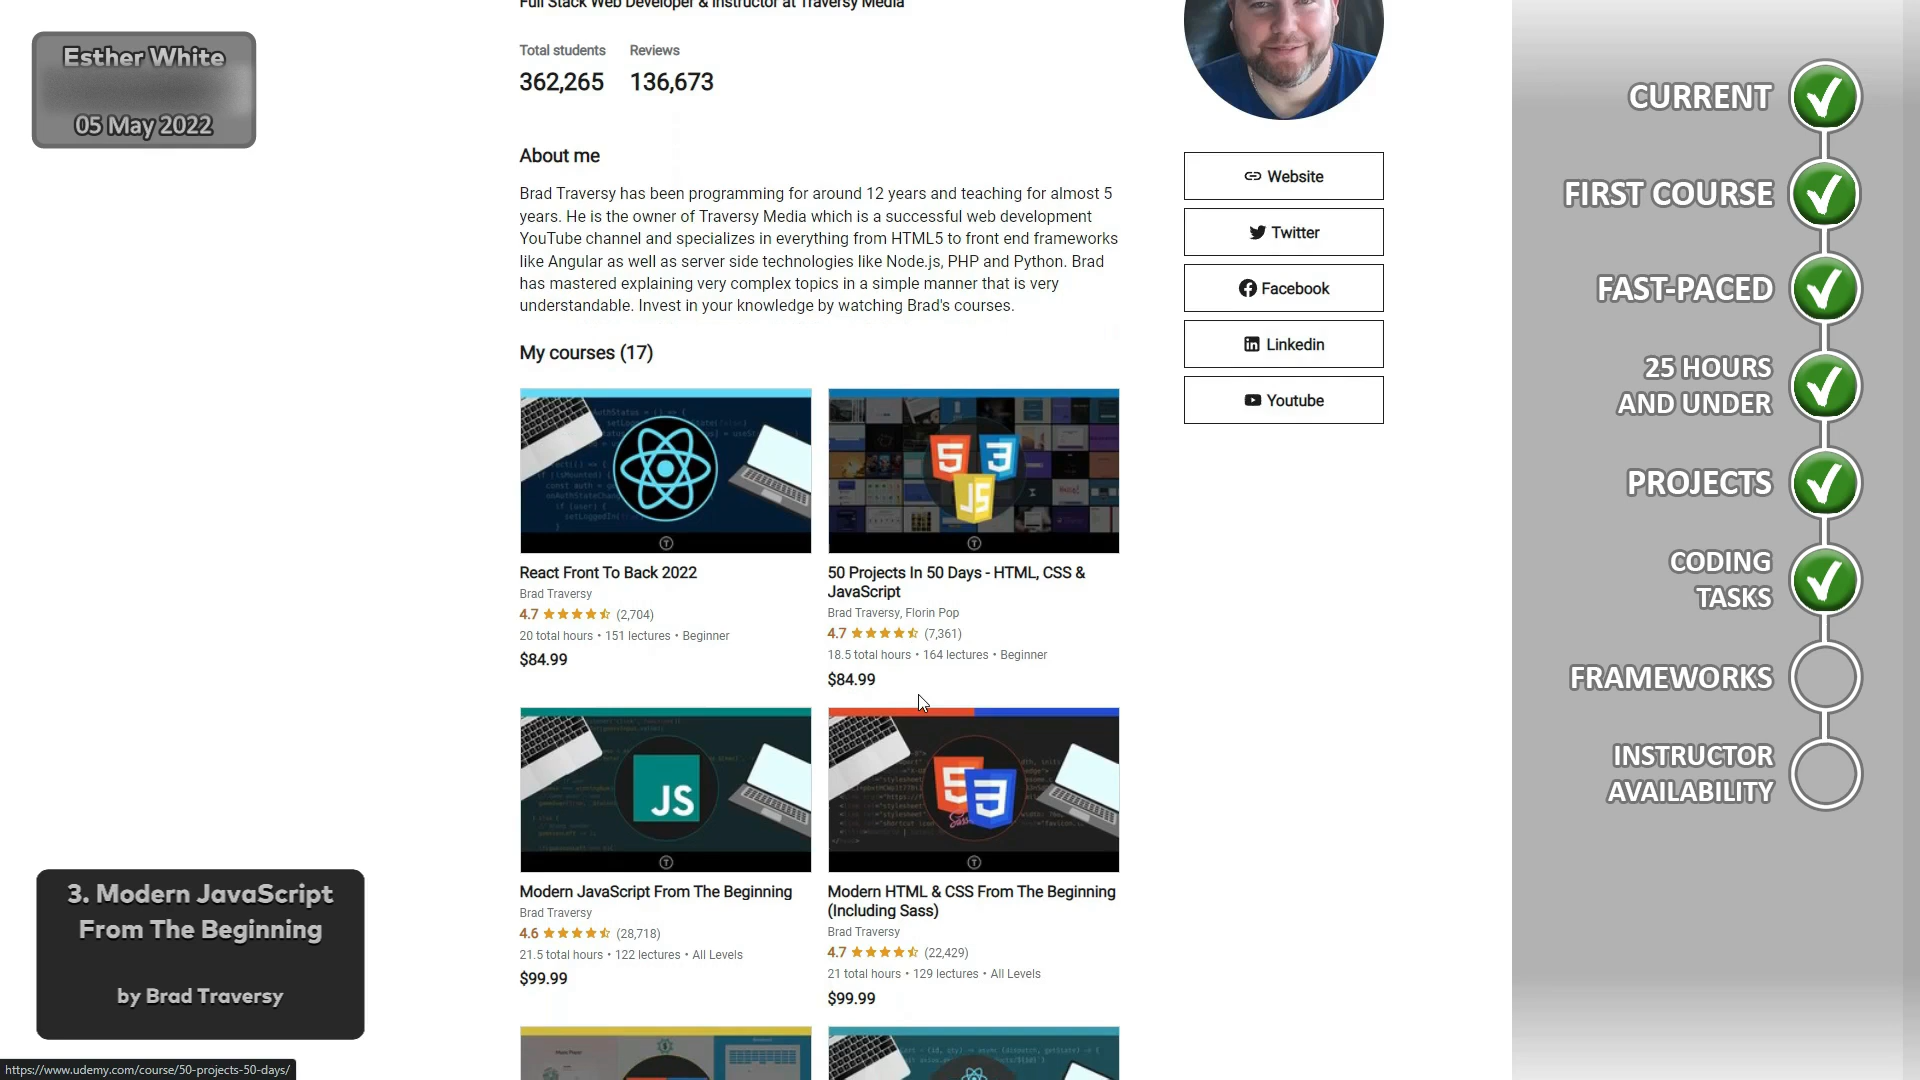 Full Stack Web Developer & Instructor at Traversy Media
Esther White
05 May 2022
Total students
Reviews
362,265
136,673
About me
Brad Traversy has been programming for around 12 years and teaching for almost 5
years. He is the owner of Traversy Media which is a successful web development
YouTube channel and specializes in everything from HTML5 to front end frameworks
like Angular as well as server side technologies like Node.js, PHP and Python. Brad
has mastered explaining very complex topics in a simple manner that is very
understandable. Invest in your knowledge by watching Brad's courses.
Website
Twitter
Facebook
Linkedin
Youtube
My courses (17)
5
3
JS
React Front To Back 2022
Brad Traversy
4.7 (2,704)
20 total hours • 151 lectures • Beginner
$84.99
50 Projects In 50 Days - HTML, CSS &
JavaScript
Brad Traversy, Florin Pop
4.7 (7,361)
18.5 total hours • 164 lectures • Beginner
$84.99
JS
5
3
Modern JavaScript From The Beginning
Brad Traversy
4.6 (28,718)
21.5 total hours • 122 lectures • All Levels
$99.99
Modern HTML & CSS From The Beginning
(Including Sass)
Brad Traversy
4.7 (22,429)
21 total hours • 129 lectures • All Levels
$99.99
CURRENT
FIRST COURSE
FAST-PACED
25 HOURS
AND UNDER
PROJECTS
CODING
TASKS
FRAMEWORKS
INSTRUCTOR
AVAILABILITY
3. Modern JavaScript
From The Beginning
by Brad Traversy
https://www.udemy.com/course/50-projects-50-days/